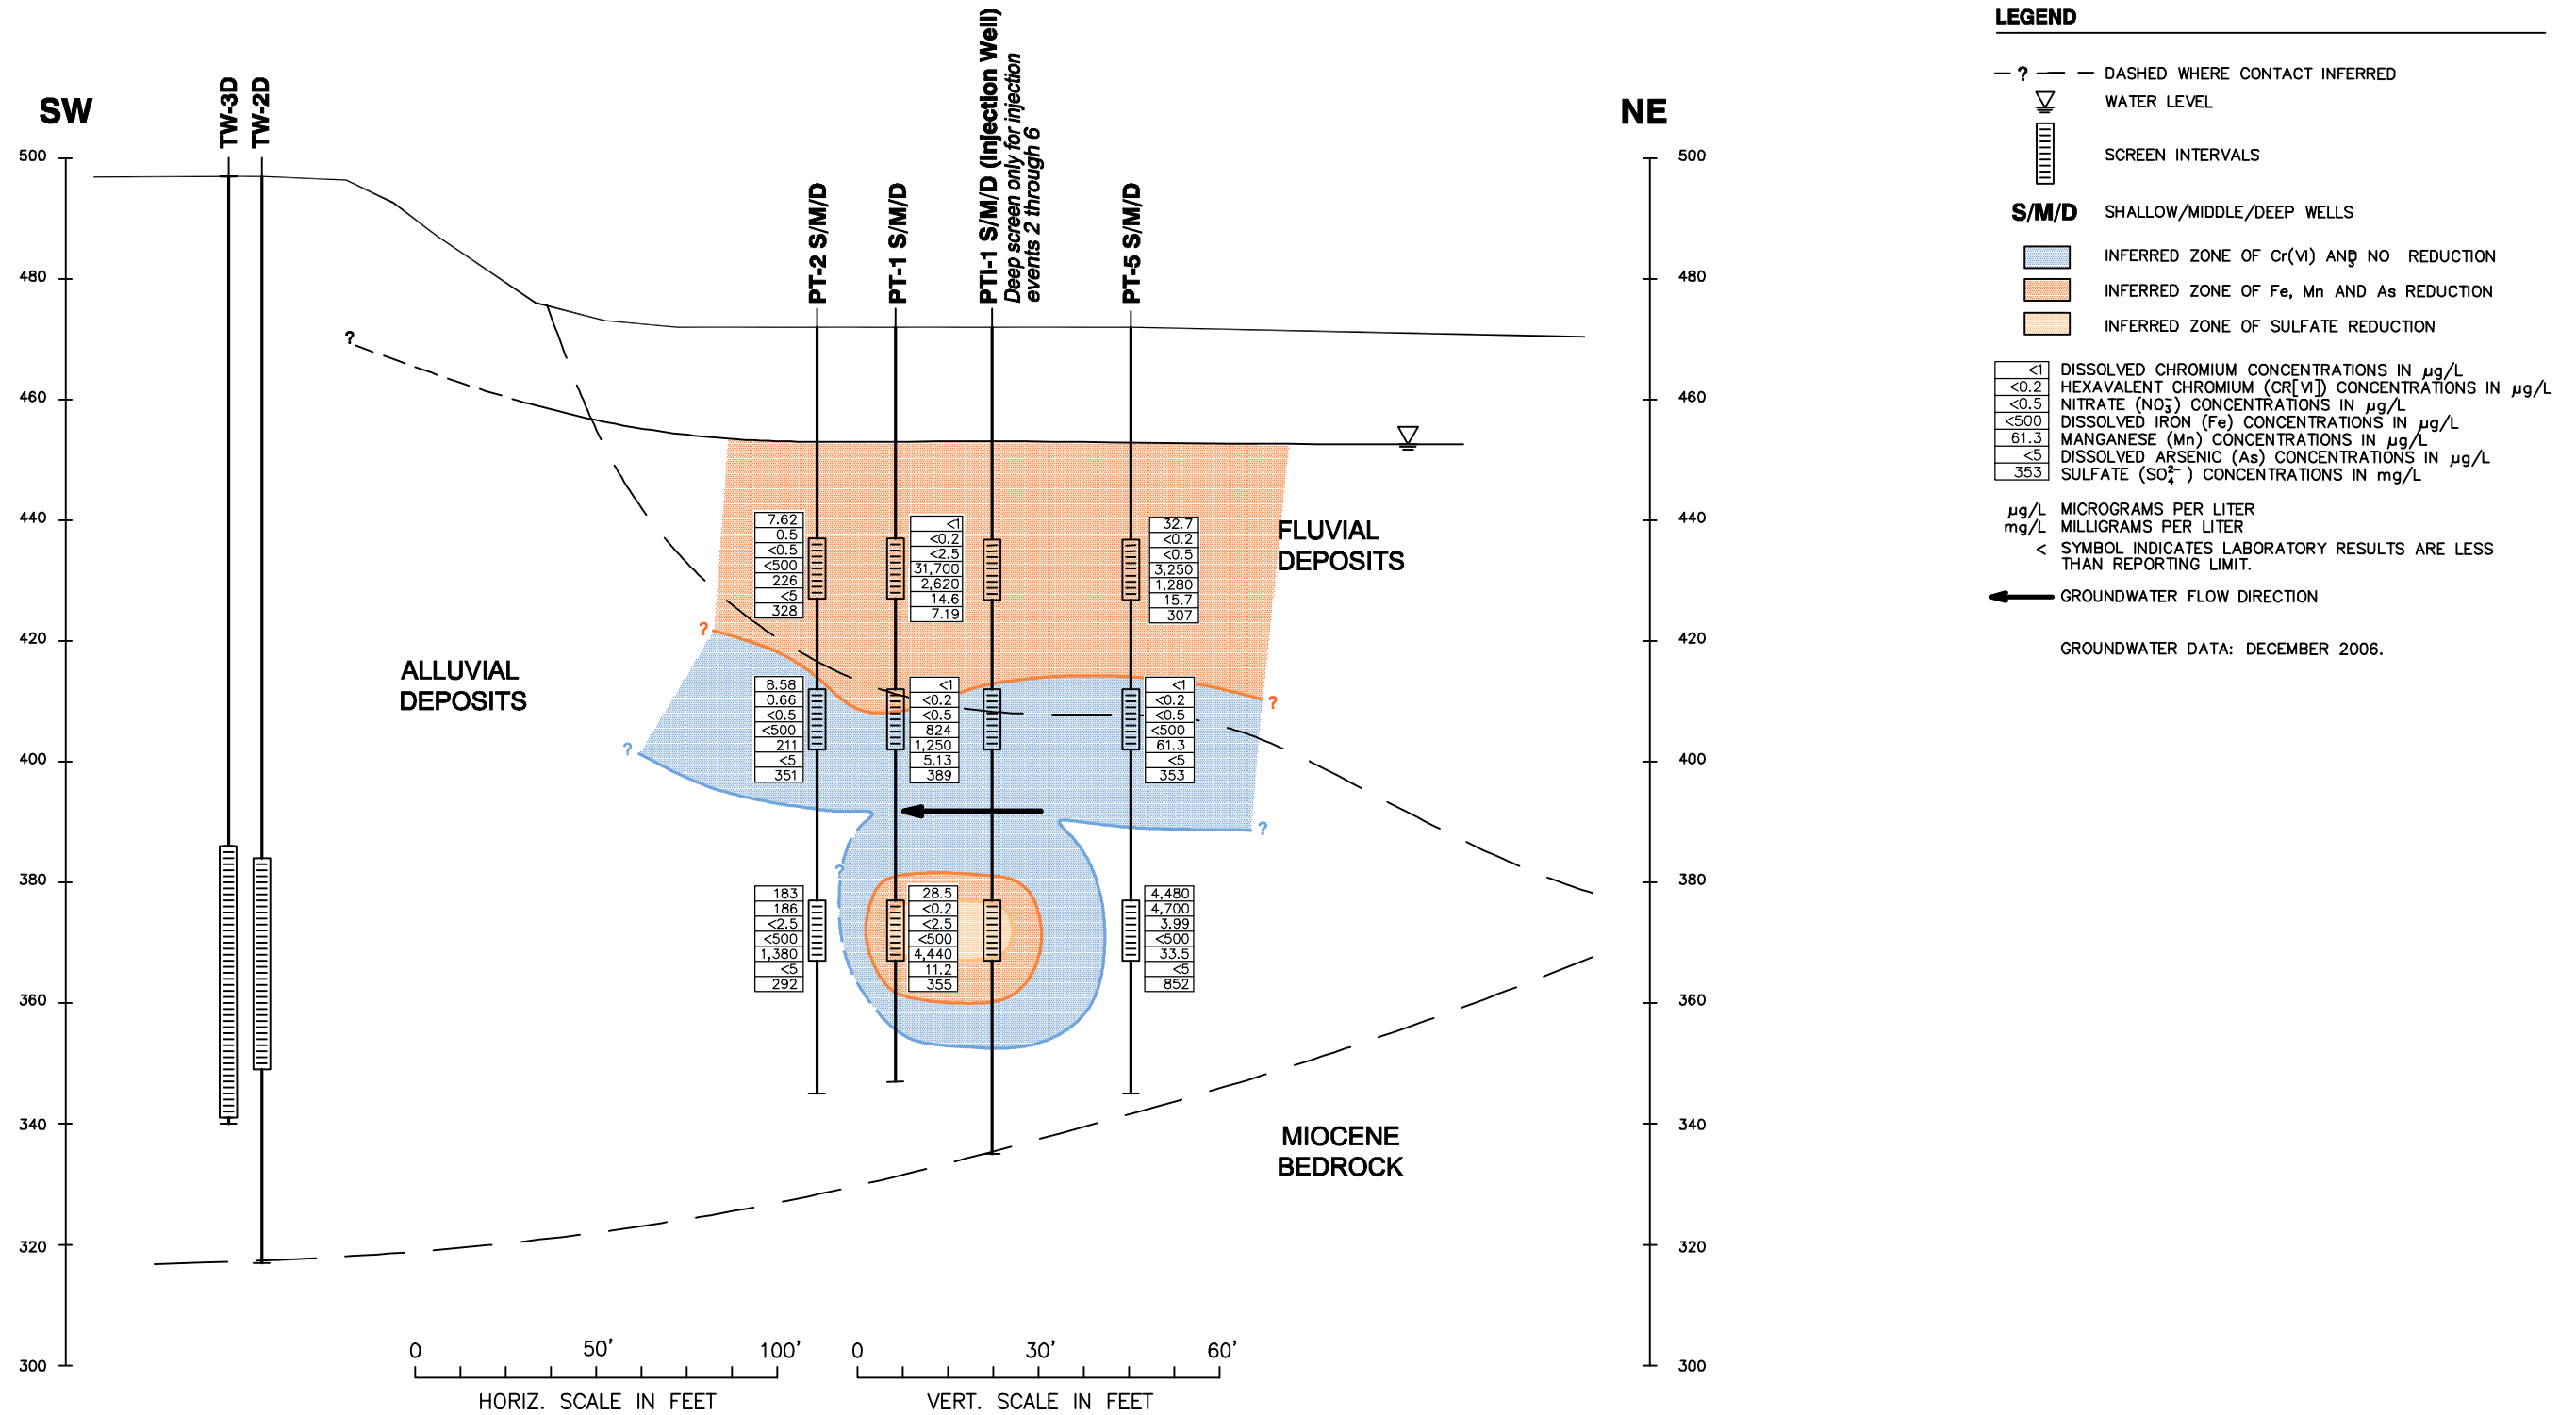 SW
NE
TW-3D
TW-2D
PT-2 S/M/D
PT-1 S/M/D
PTI-1 S/M/D (Injection Well)
Deep screen only for injection
events 2 through 6
PT-5 S/M/D
500
480
460
440
420
400
380
360
340
320
300
500
480
460
440
420
400
380
360
340
320
300
?
?
?
?
?
?
ALLUVIAL
DEPOSITS
FLUVIAL
DEPOSITS
MIOCENE
BEDROCK
7.62
0.5
<0.5
<500
226
<5
328
<1
<0.2
<2.5
31,700
2,620
14.6
7.19
32.7
<0.2
<0.5
3,250
1,280
15.7
307
8.58
0.66
<0.5
<500
211
<5
351
<1
<0.2
<0.5
824
1,250
5.13
389
<1
<0.2
<0.5
<500
61.3
<5
353
183
186
<2.5
<500
1,380
<5
292
28.5
<0.2
<2.5
<500
4,440
11.2
355
4,480
4,700
3.99
<500
33.5
<5
852
0 50' 100'
HORIZ. SCALE IN FEET
0 30' 60'
VERT. SCALE IN FEET
LEGEND
? DASHED WHERE CONTACT INFERRED
WATER LEVEL
SCREEN INTERVALS
S/M/D SHALLOW/MIDDLE/DEEP WELLS
INFERRED ZONE OF Cr(VI) AND NO3 REDUCTION
INFERRED ZONE OF Fe, Mn AND As REDUCTION
INFERRED ZONE OF SULFATE REDUCTION
<1 DISSOLVED CHROMIUM CONCENTRATIONS IN µg/L
<0.2 HEXAVALENT CHROMIUM (CR[VI]) CONCENTRATIONS IN µg/L
<0.5 NITRATE (NO3-) CONCENTRATIONS IN µg/L
<500 DISSOLVED IRON (Fe) CONCENTRATIONS IN µg/L
61.3 MANGANESE (Mn) CONCENTRATIONS IN µg/L
<5 DISSOLVED ARSENIC (As) CONCENTRATIONS IN µg/L
353 SULFATE (SO4 2-) CONCENTRATIONS IN mg/L
µg/L MICROGRAMS PER LITER
mg/L MILLIGRAMS PER LITER
< SYMBOL INDICATES LABORATORY RESULTS ARE LESS
THAN REPORTING LIMIT.
GROUNDWATER FLOW DIRECTION
GROUNDWATER DATA: DECEMBER 2006.